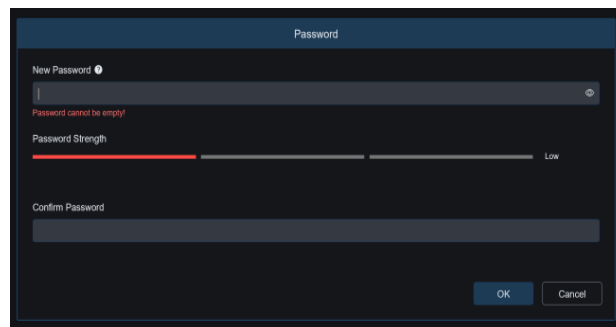 Password
New Password
Password cannot be empty!
Password Strength
Low
Confirm Password
OK
Cancel